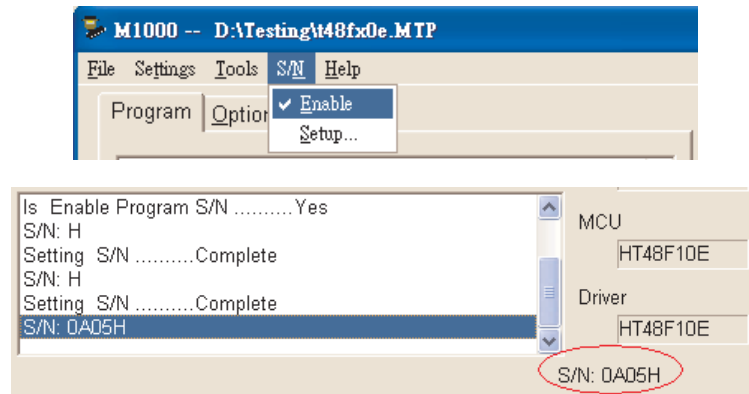 M1000 -- D:\Testing\t48fx0e.MTP
File Settings Tools S/N Help
Program Option
Enable
Setup...
Is Enable Program S/N ..........Yes
S/N: H
Setting S/N ..........Complete
S/N: H
Setting S/N ..........Complete
S/N: 0A05H
MCU
HT48F10E
Driver
HT48F10E
S/N: 0A05H